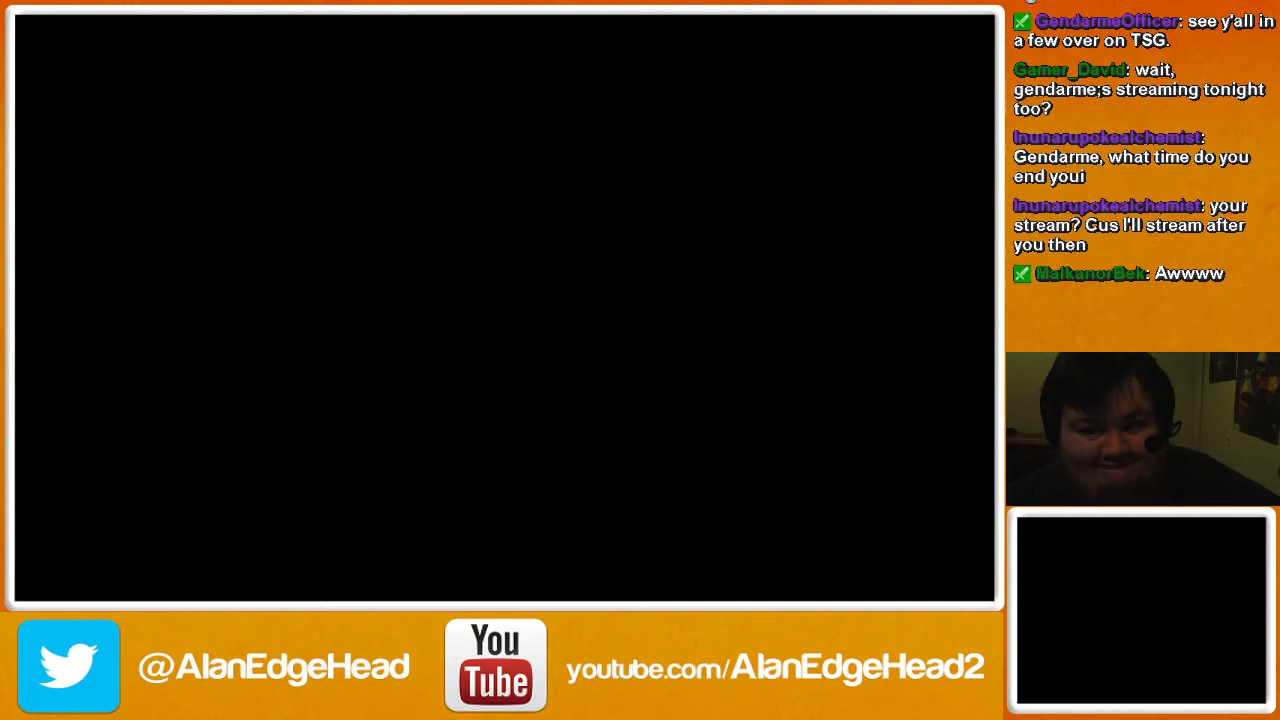 GendarmeOfficer: see y'all in
a few over on TSG.
Gamer_David: wait,
gendarme;s streaming tonight
too?
Inunarupokealchemist:
Gendarme, what time do you
end youi
Inunarupokealchemist: your
stream? Cus I'll stream after
you then
MalkanorBek: Awwww
@AlanEdgeHead
You
Tube
youtube.com/AlanEdgeHead2